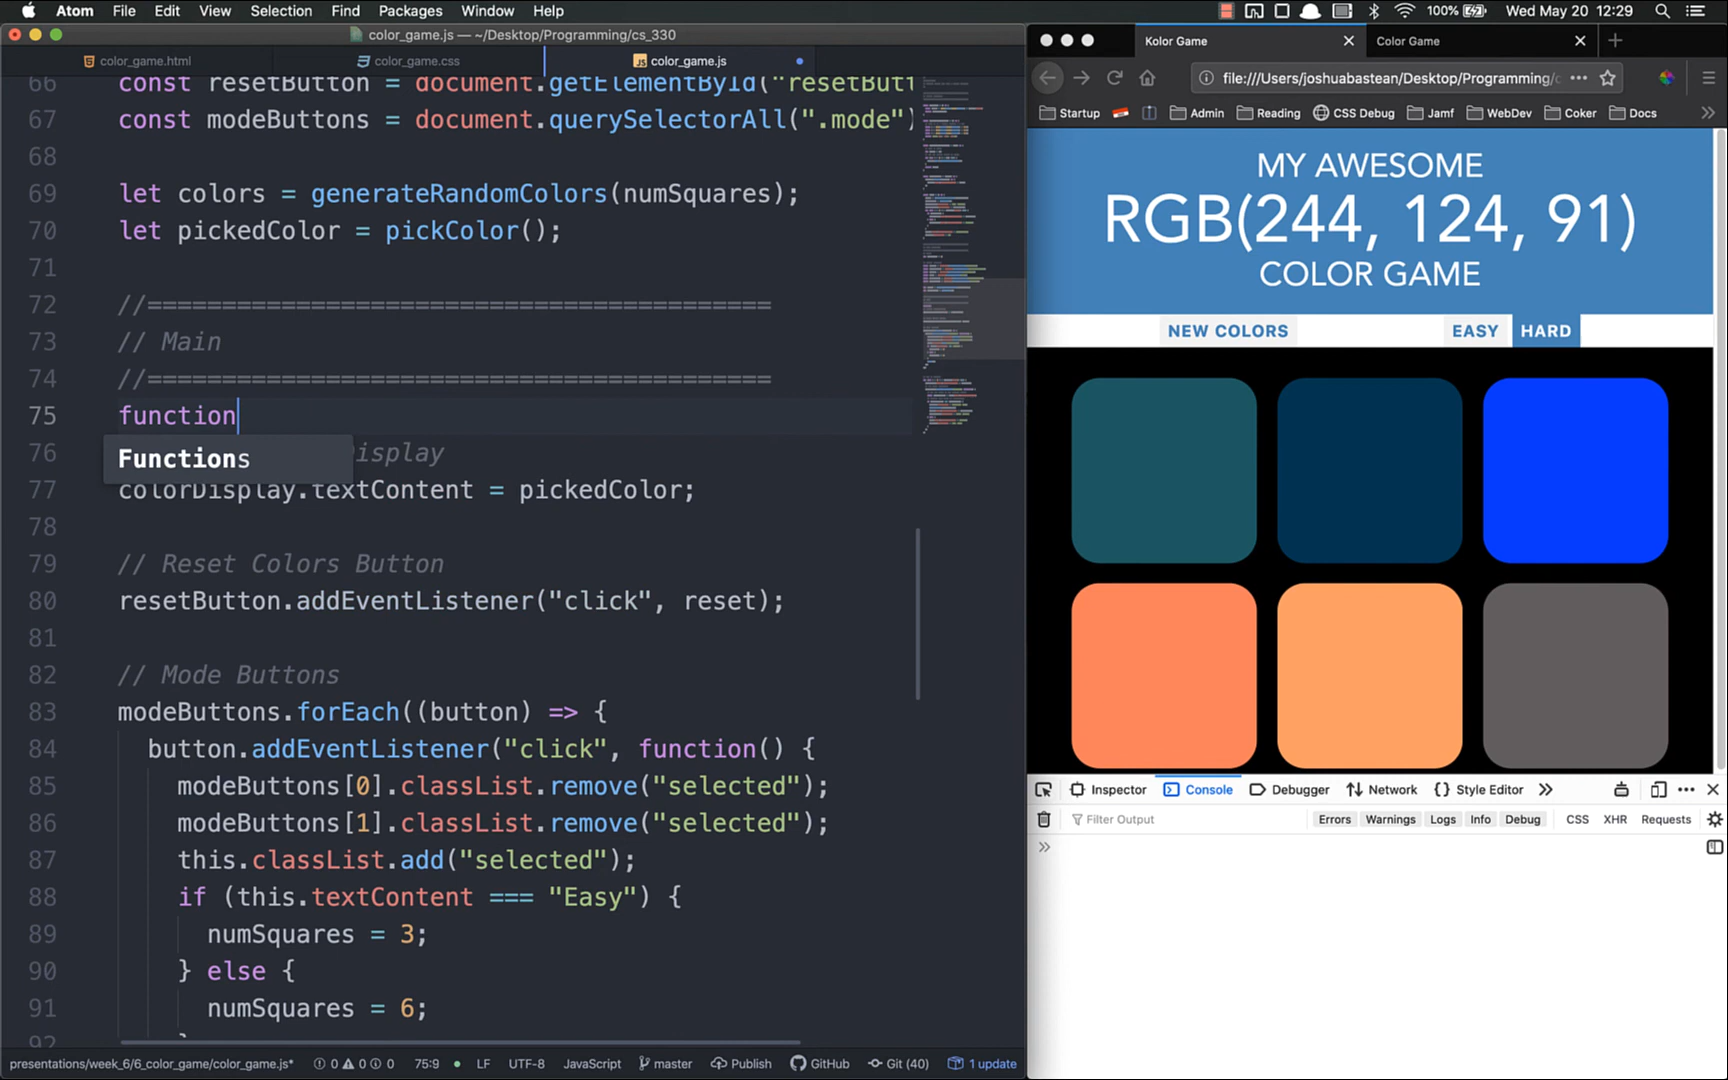 Atom File Edit View Selection Find Packages Window Help 100% Wed May 20 12:29
color_game.js — ~/Desktop/Programming/cs_330
color_game.html color_game.css color_game.js
66 const resetButton = document.getElementById("resetButt
67 const modeButtons = document.querySelectorAll(".mode")
68
69 let colors = generateRandomColors(numSquares);
70 let pickedColor = pickColor();
71
72 //==========================================
73 // Main
74 //==========================================
75 function
Functions
76 Display
77 colorDisplay.textContent = pickedColor;
78
79 // Reset Colors Button
80 resetButton.addEventListener("click", reset);
81
82 // Mode Buttons
83 modeButtons.forEach((button) => {
84 button.addEventListener("click", function() {
85 modeButtons[0].classList.remove("selected");
86 modeButtons[1].classList.remove("selected");
87 this.classList.add("selected");
88 if (this.textContent === "Easy") {
89 numSquares = 3;
90 } else {
91 numSquares = 6;
92
presentations/week_6/6_color_game/color_game.js* 0 0 0 75:9 LF UTF-8 JavaScript master Publish GitHub Git (40) 1 update
Kolor Game Color Game
file:///Users/joshuabastean/Desktop/Programming/
Startup Admin Reading CSS Debug Jamf WebDev Coker Docs
MY AWESOME
RGB(244, 124, 91)
COLOR GAME
NEW COLORS EASY HARD
Inspector Console Debugger Network Style Editor
Filter Output Errors Warnings Logs Info Debug CSS XHR Requests